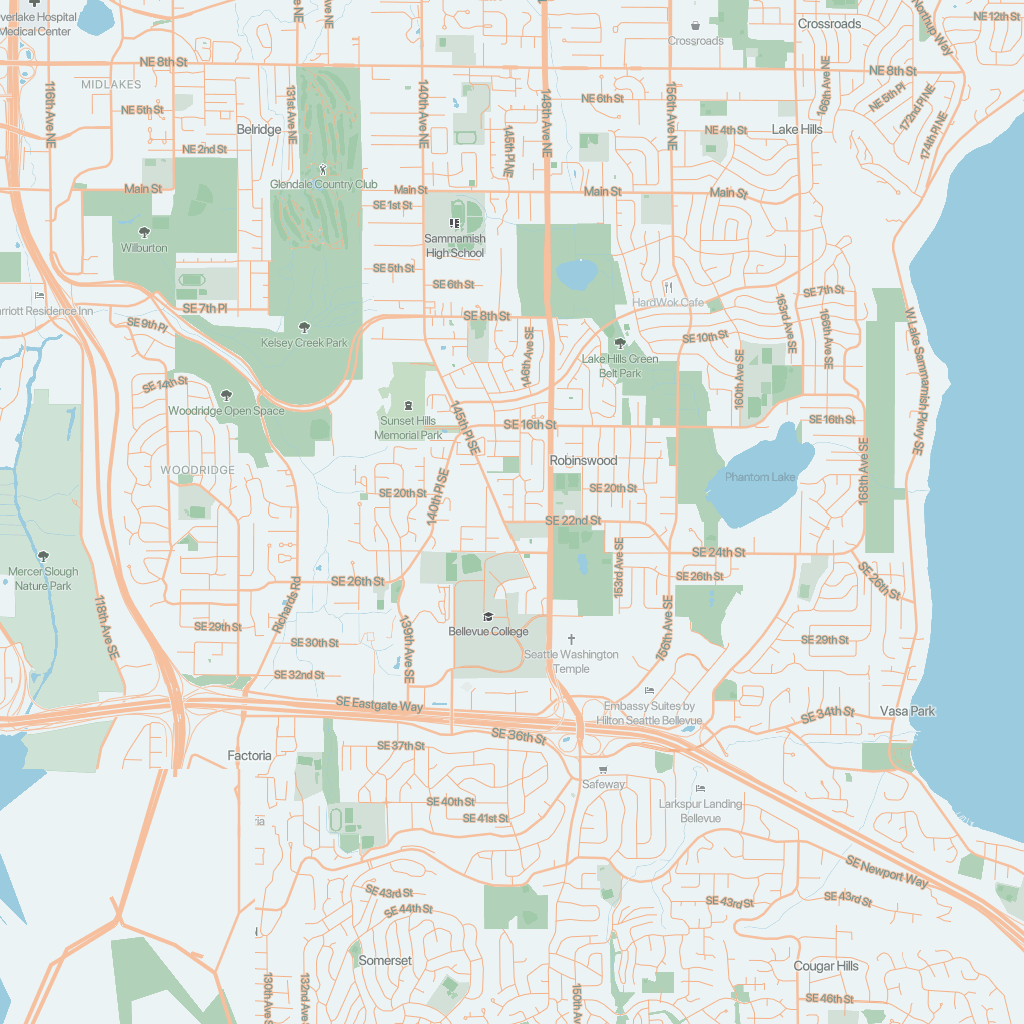 Hospital
Medical Center
Crossroads
Crossroads
NE 12th St
Northup Way
NE 8th St
NE 8th St
MIDLAKES
116th Ave NE
131st Ave NE
140th Ave NE
148th Ave NE
156th Ave NE
166th Ave NE
NE 6th St
NE 5th Pl
172nd Pl NE
174th Pl NE
NE 5th St
Belridge
145th Pl NE
NE 4th St
Lake Hills
NE 2nd St
Glendale Country Club
Main St
Main St
Main St
Main St
SE 1st St
Sammamish
High School
Wilburton
SE 5th St
SE 6th St
SE 7th St
Marriott Residence Inn
SE 7th Pl
HardWok Cafe
163rd Ave SE
166th Ave SE
W Lake Sammamish Pkwy SE
SE 9th Pl
SE 8th St
Kelsey Creek Park
146th Ave SE
SE 10th St
Lake Hills Green
Belt Park
160th Ave SE
SE 14th St
Woodridge Open Space
Sunset Hills
Memorial Park
145th Pl SE
SE 16th St
SE 16th St
WOODRIDGE
Robinswood
Phantom Lake
168th Ave SE
SE 20th St
140th Pl SE
SE 20th St
SE 22nd St
SE 24th St
Mercer Slough
Nature Park
SE 26th St
153rd Ave SE
SE 26th St
SE 26th St
118th Ave SE
Richards Rd
139th Ave SE
156th Ave SE
SE 29th St
Bellevue College
SE 29th St
SE 30th St
Seattle Washington
Temple
SE 32nd St
SE Eastgate Way
Embassy Suites by
Hilton Seattle Bellevue
SE 34th St
Vasa Park
SE 36th St
Factoria
SE 37th St
Safeway
SE 40th St
SE 41st St
Larkspur Landing
Bellevue
SE Newport Way
SE 43rd St
SE 44th St
SE 43rd St
SE 43rd St
Somerset
Cougar Hills
130th Ave SE
132nd Ave
150th Ave SE
SE 46th St